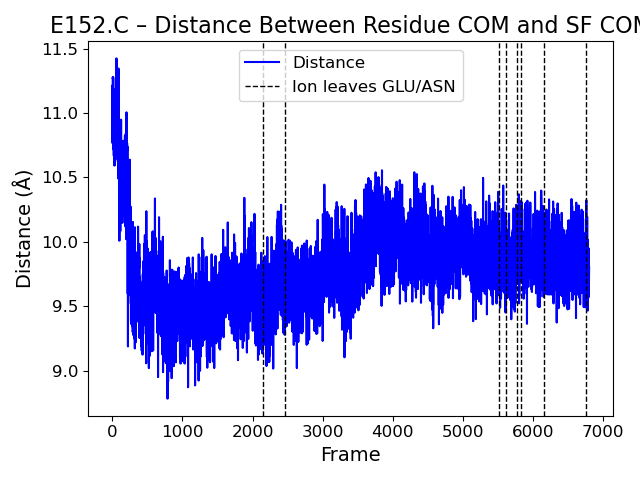 E152.C – Distance Between Residue COM and SF COM
Distance
Ion leaves GLU/ASN
Distance (Å)
11.5
11.0
10.5
10.0
9.5
9.0
0 1000 2000 3000 4000 5000 6000 7000
Frame